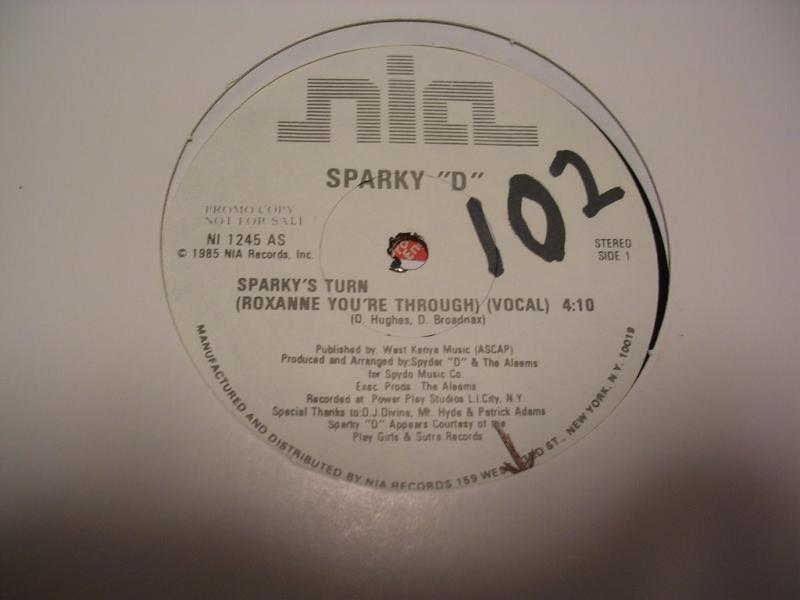 nia
SPARKY "D"
102
PROMO COPY
NOT FOR SALE
NI 1245 AS
© 1985 NIA Records, Inc.
STEREO
SIDE 1
SPARKY'S TURN
(ROXANNE YOU'RE THROUGH) (VOCAL) 4:10
(D. Hughes, D. Broadnax)
Published by: West Kenya Music (ASCAP)
Produced and Arranged by:Spyder "D" & The Aleems
for Spydo Music Co.
Exec. Prods.: The Aleems
Recorded at Power Play Studios L.I.City, N.Y.
Special Thanks to:D.J.Divine, Mr. Hyde & Patrick Adams
Sparky "D" Appears Courtesy of the
Play Girls & Sutra Records
MANUFACTURED AND DISTRIBUTED BY NIA RECORDS 159 ST., NEW YORK, N.Y. 10019